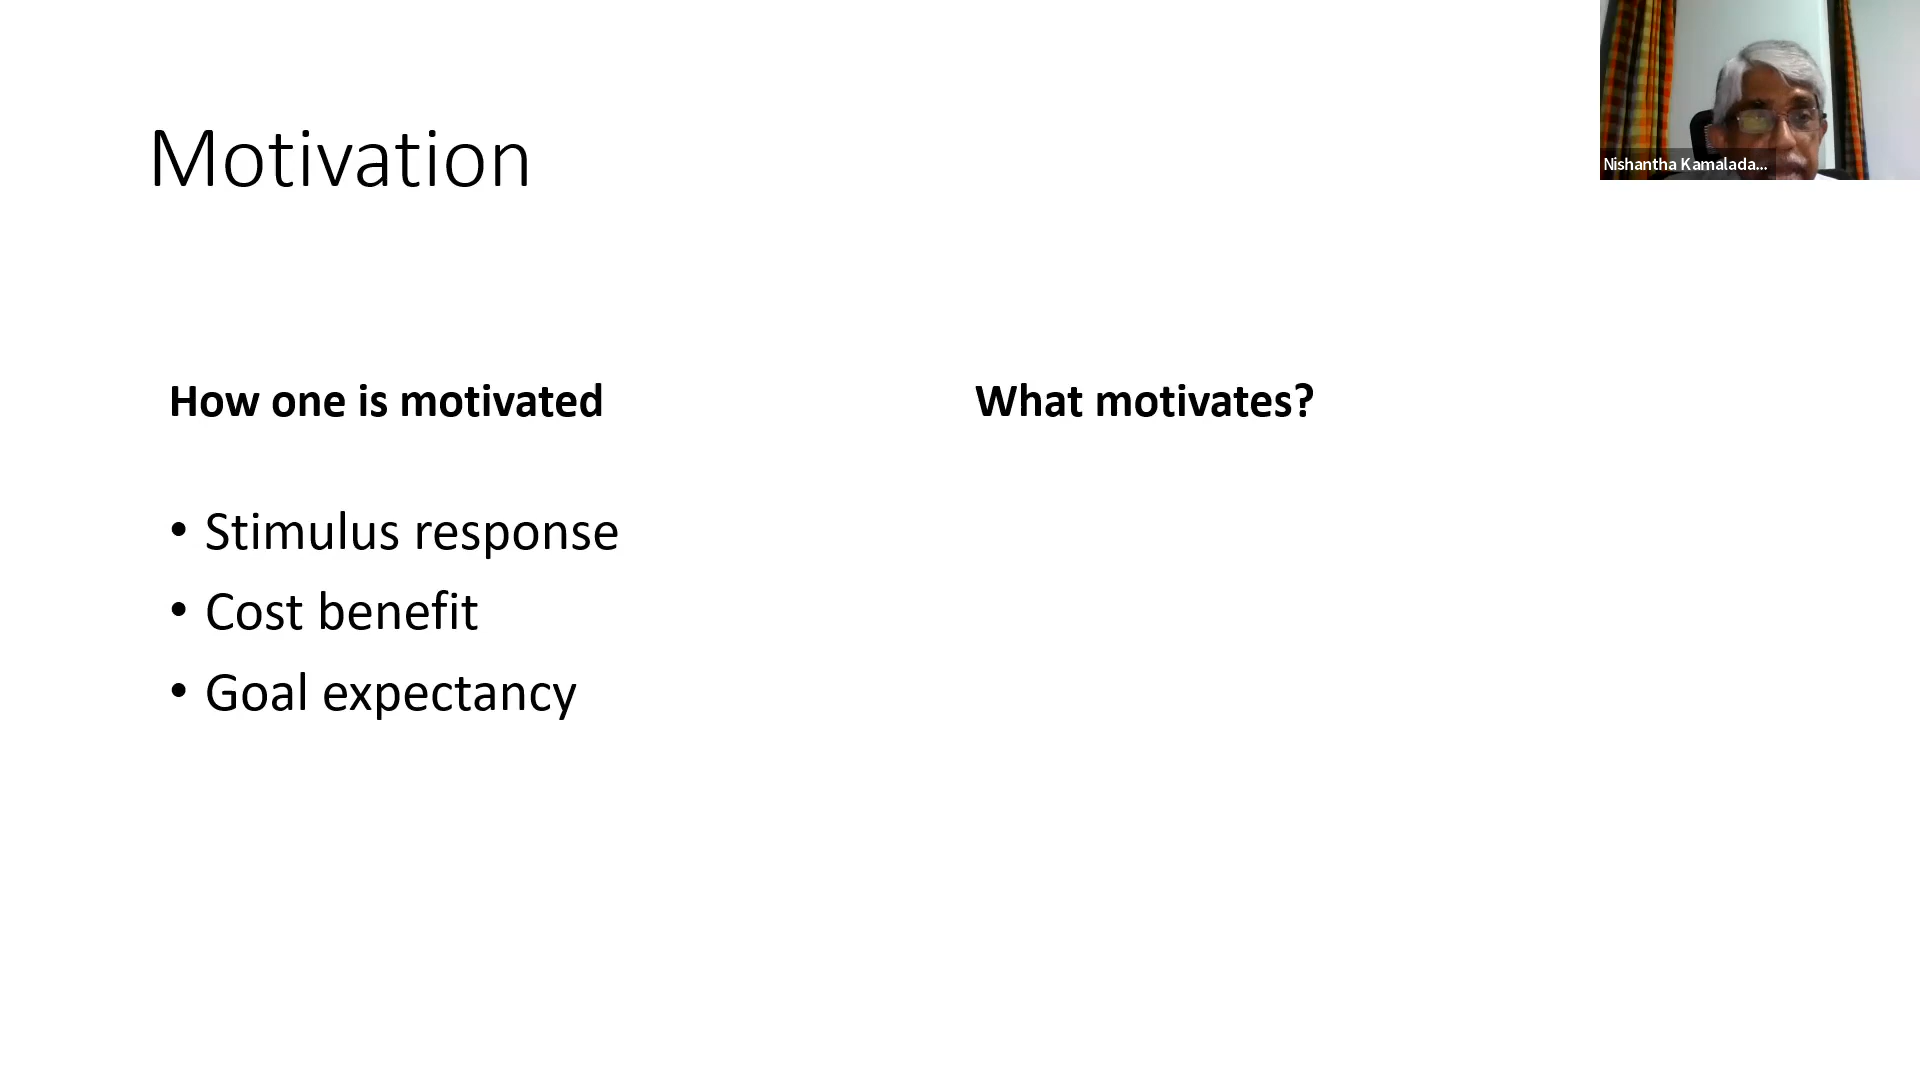 Motivation
Nishantha Kamalada...
How one is motivated
• Stimulus response
• Cost benefit
• Goal expectancy
What motivates?